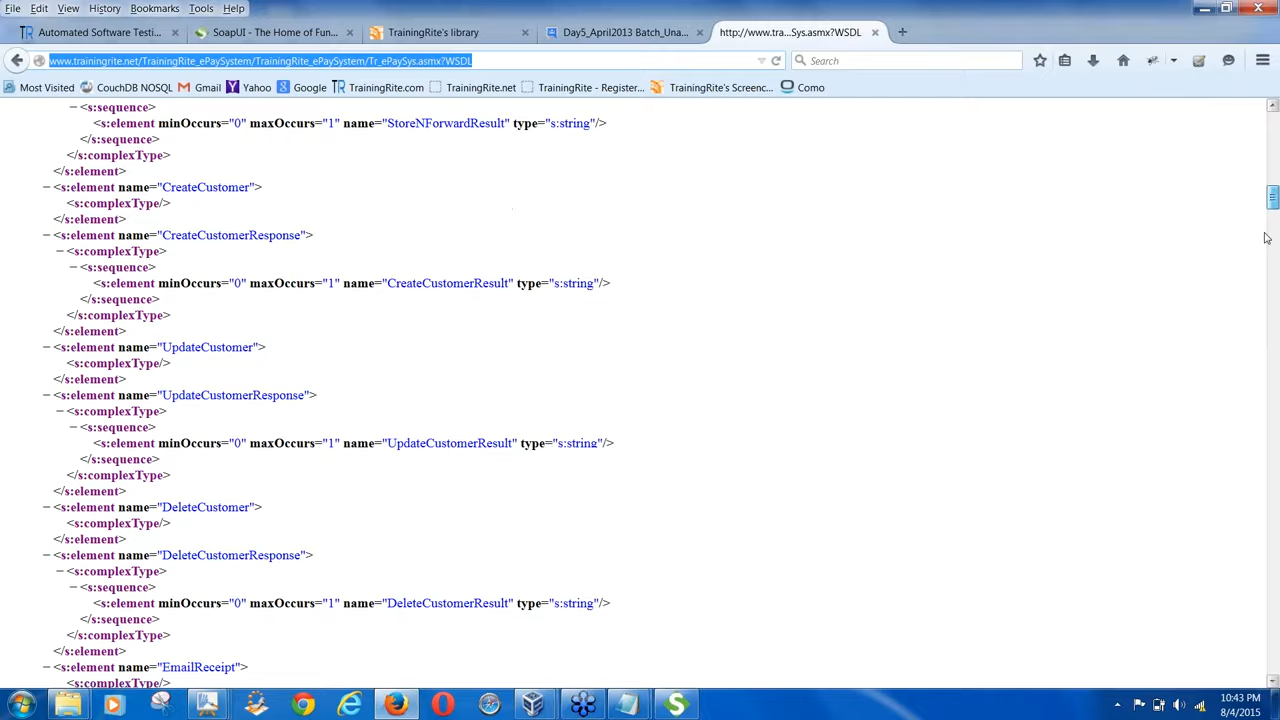 File Edit View History Bookmarks Tools Help
Automated Software Testi... × SoapUI - The Home of Fun... × TrainingRite's library × Day5_April2013 Batch_Una... × http://www.tra...Sys.asmx?WSDL ×
www.trainingrite.net/TrainingRite_ePaySystem/TrainingRite_ePaySystem/Tr_ePaySys.asmx?WSDL Search
Most Visited CouchDB NOSQL Gmail Yahoo Google TrainingRite.com TrainingRite.net TrainingRite - Register... TrainingRite's Screenc... Como
− <s:sequence>
<s:element minOccurs="0" maxOccurs="1" name="StoreNForwardResult" type="s:string"/>
</s:sequence>
</s:complexType>
</s:element>
− <s:element name="CreateCustomer">
<s:complexType/>
</s:element>
− <s:element name="CreateCustomerResponse">
− <s:complexType>
− <s:sequence>
<s:element minOccurs="0" maxOccurs="1" name="CreateCustomerResult" type="s:string"/>
</s:sequence>
</s:complexType>
</s:element>
− <s:element name="UpdateCustomer">
<s:complexType/>
</s:element>
− <s:element name="UpdateCustomerResponse">
− <s:complexType>
− <s:sequence>
<s:element minOccurs="0" maxOccurs="1" name="UpdateCustomerResult" type="s:string"/>
</s:sequence>
</s:complexType>
</s:element>
− <s:element name="DeleteCustomer">
<s:complexType/>
</s:element>
− <s:element name="DeleteCustomerResponse">
− <s:complexType>
− <s:sequence>
<s:element minOccurs="0" maxOccurs="1" name="DeleteCustomerResult" type="s:string"/>
</s:sequence>
</s:complexType>
</s:element>
− <s:element name="EmailReceipt">
<s:complexType/>
10:43 PM
8/4/2015